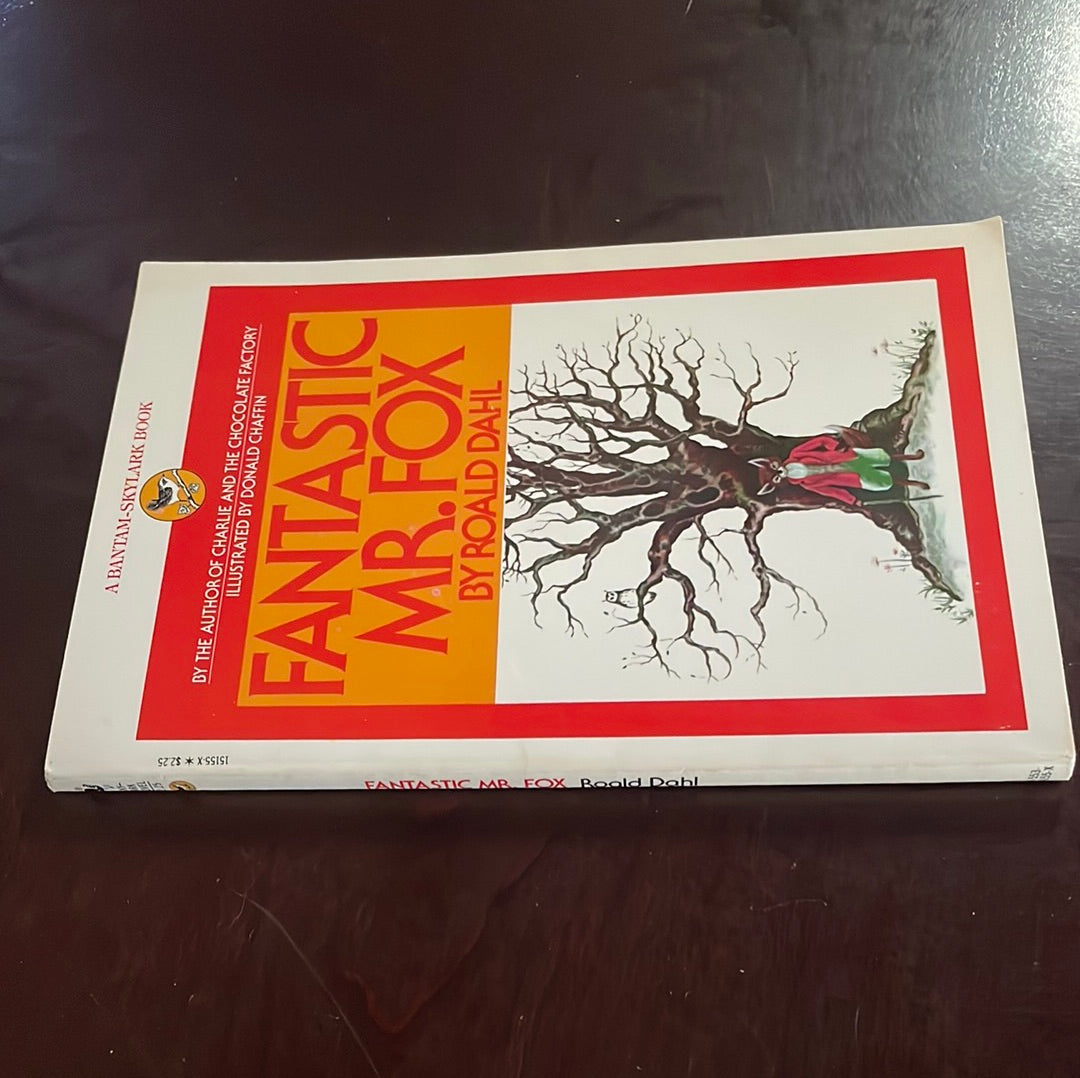 A BANTAM-SKYLARK BOOK
BY THE AUTHOR OF CHARLIE AND THE CHOCOLATE FACTORY
ILLUSTRATED BY DONALD CHAFFIN
FANTASTIC
MR. FOX
BY ROALD DAHL
15155-X ★ $2.25
FANTASTIC MR. FOX Roald Dahl